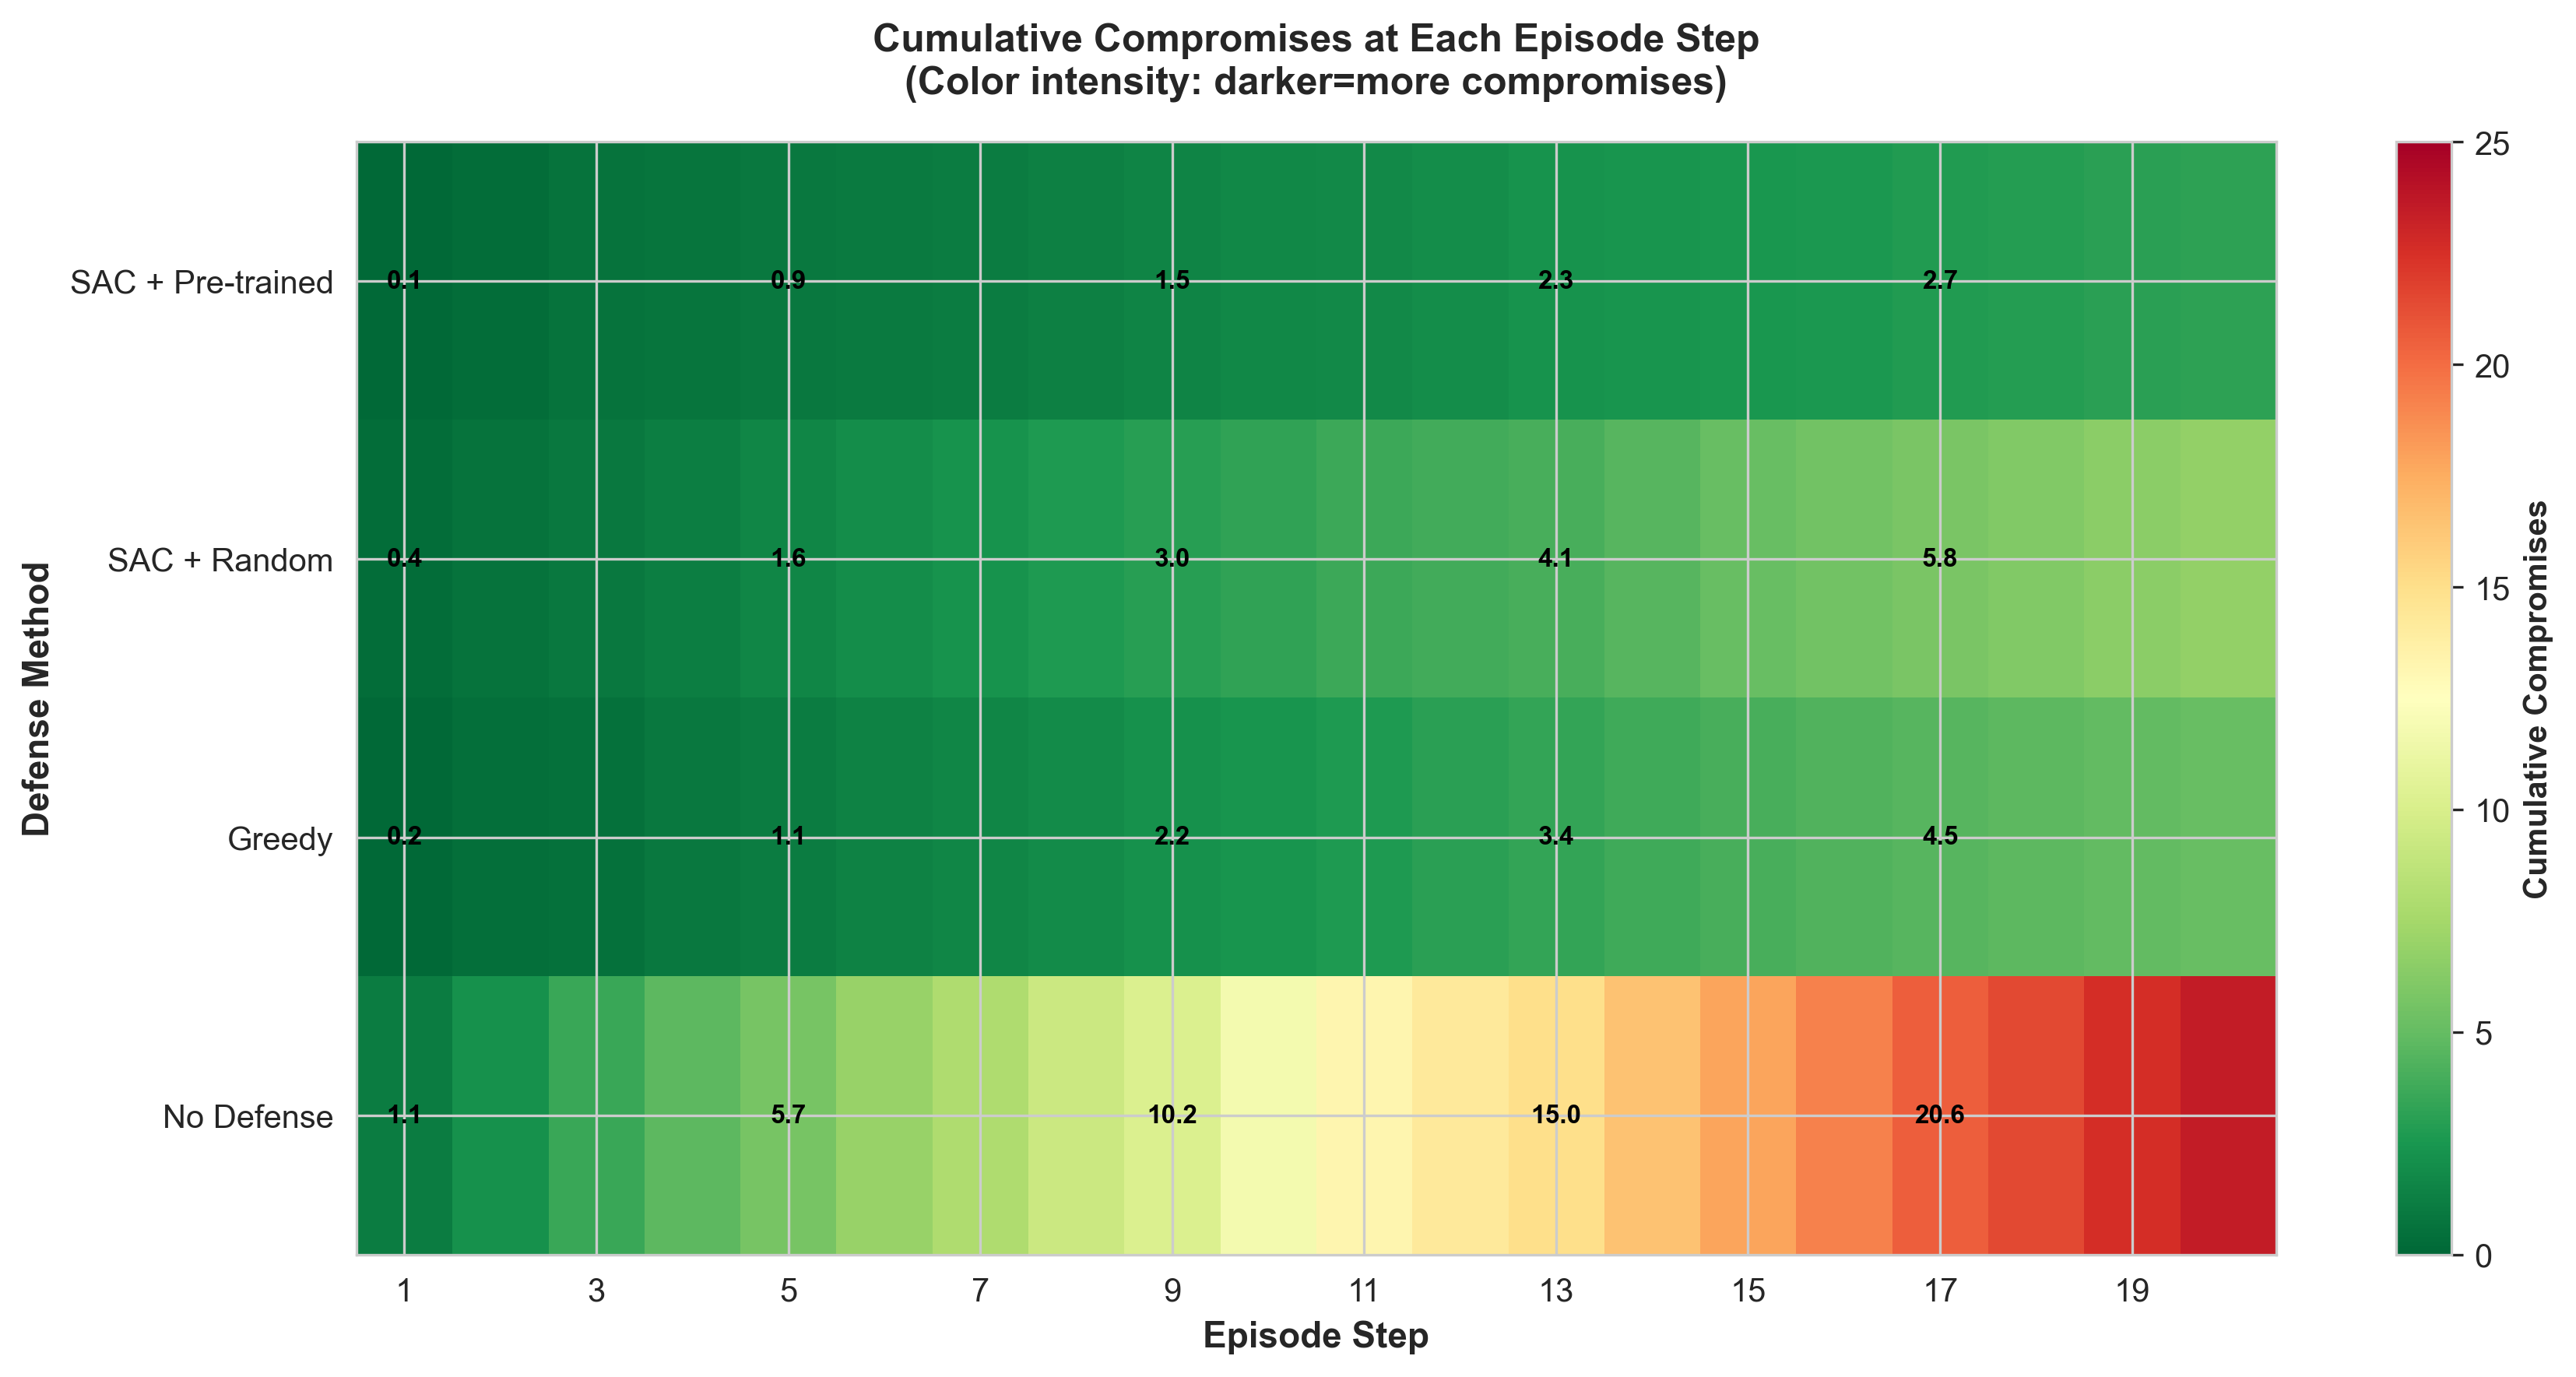 Cumulative Compromises at Each Episode Step
(Color intensity: darker=more compromises)
Defense Method
SAC + Pre-trained
0.1 0.9 1.5 2.3 2.7
SAC + Random
0.4 1.6 3.0 4.1 5.8
Greedy
0.2 1.1 2.2 3.4 4.5
No Defense
1.1 5.7 10.2 15.0 20.6
1 3 5 7 9 11 13 15 17 19
Episode Step
25
20
15
10
5
0
Cumulative Compromises